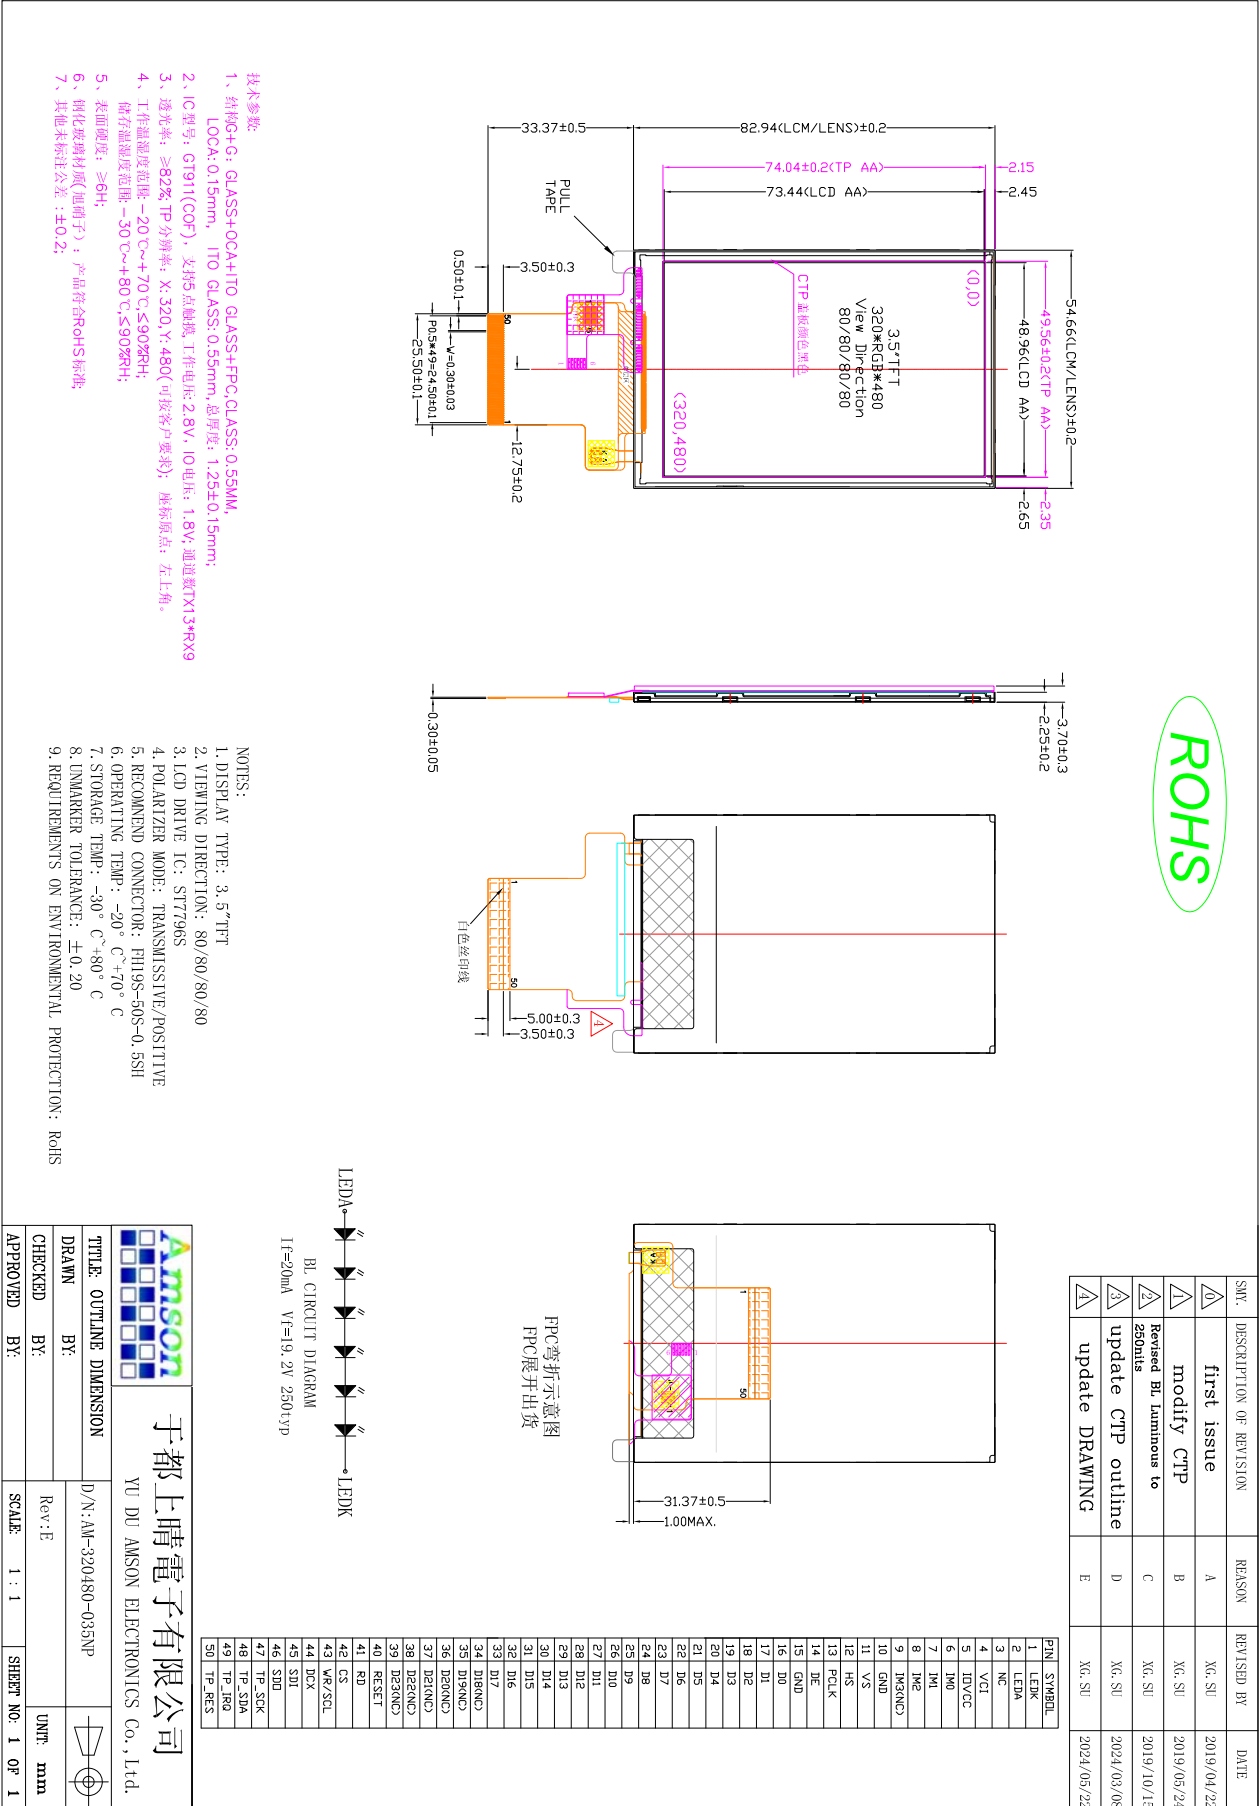 技术参数:
1、结构G+G: GLASS+OCA+ITO GLASS+FPC,CLASS: 0.55MM,
LOCA:0.15mm, ITO GLASS:0.55mm,总厚度: 1.25±0.15mm;
2、IC型号: GT911(COF), 支持5点触摸,工作电压:2.8V, IO电压: 1.8V;通道数TX13*RX9
3、透光率: ≥82%;TP分辨率: X:320,Y:480(可按客户要求); 座标原点: 左上角。
4、工作温湿度范围:-20℃~+70℃,≤90%RH;
储存温湿度范围:-30℃~+80℃,≤90%RH;
5、表面硬度: ≥6H;
6、钢化玻璃材质(旭硝子), 产品符合RoHS标准;
7、其他未标注公差:±0.2;
54.66(LCM/LENS)±0.2
49.56±0.2(TP AA)
2.35
48.96(LCD AA)
2.65
33.37±0.5
82.94(LCM/LENS)±0.2
74.04±0.2(TP AA)
2.15
73.44(LCD AA)
2.45
(0,0)
3.5"TFT
320*RGB*480
View Direction
80/80/80/80
CTP盖板颜色黑色
(320,480)
PULL
TAPE
3.50±0.3
0.50±0.1
50
1
K A
W=0.30±0.03
P0.5*49=24.50±0.1
25.50±0.1
12.75±0.2
3.70±0.3
2.25±0.2
0.30±0.05
ROHS
1
50
白色丝印线
5.00±0.3
3.50±0.3
4
NOTES:
1.DISPLAY TYPE: 3.5"TFT
2.VIEWING DIRECTION: 80/80/80/80
3.LCD DRIVE IC: ST7796S
4.POLARIZER MODE: TRANSMISSIVE/POSITIVE
5.RECOMNEND CONNECTOR: FH19S-50S-0.5SH
6.OPERATING TEMP: -20° C~+70° C
7.STORAGE TEMP: -30° C~+80° C
8.UNMARKER TOLERANCE: ±0.20
9.REQUIREMENTS ON ENVIRONMENTAL PROTECTION: RoHS
1
50
31.37±0.5
1.00MAX.
FPC弯折示意图
FPC展开出货
LEDA
LEDK
BL CIRCUIT DIAGRAM
If=20mA Vf=19.2V 250typ
SMY. DESCRIPTION OF REVISION REASON REVISED BY DATE
0 first issue A XG.SU 2019/04/22
1 modify CTP B XG.SU 2019/05/24
2 Revised BL Luminous to 250nits C XG.SU 2019/10/15
3 update CTP outline D XG.SU 2024/03/08
4 update DRAWING E XG.SU 2024/05/22
PIN SYMBOL
1 LEDK
2 LEDA
3 NC
4 VCI
5 IOVCC
6 IM0
7 IM1
8 IM2
9 IM3(NC)
10 GND
11 VS
12 HS
13 PCLK
14 DE
15 GND
16 D0
17 D1
18 D2
19 D3
20 D4
21 D5
22 D6
23 D7
24 D8
25 D9
26 D10
27 D11
28 D12
29 D13
30 D14
31 D15
32 D16
33 D17
34 D18(NC)
35 D19(NC)
36 D20(NC)
37 D21(NC)
38 D22(NC)
39 D23(NC)
40 RESET
41 RD
42 CS
43 WR/SCL
44 DCX
45 SDI
46 SDO
47 TP_SCK
48 TP_SDA
49 TP_IRQ
50 TP_RES
Amson
于都上晴電子有限公司
YU DU AMSON ELECTRONICS Co.,Ltd.
TITLE: OUTLINE DIMENSION
D/N:AM-320480-035NP
DRAWN BY:
CHECKED BY:
Rev:E
UNIT: mm
APPROVED BY:
SCALE: 1 : 1
SHEET NO: 1 OF 1